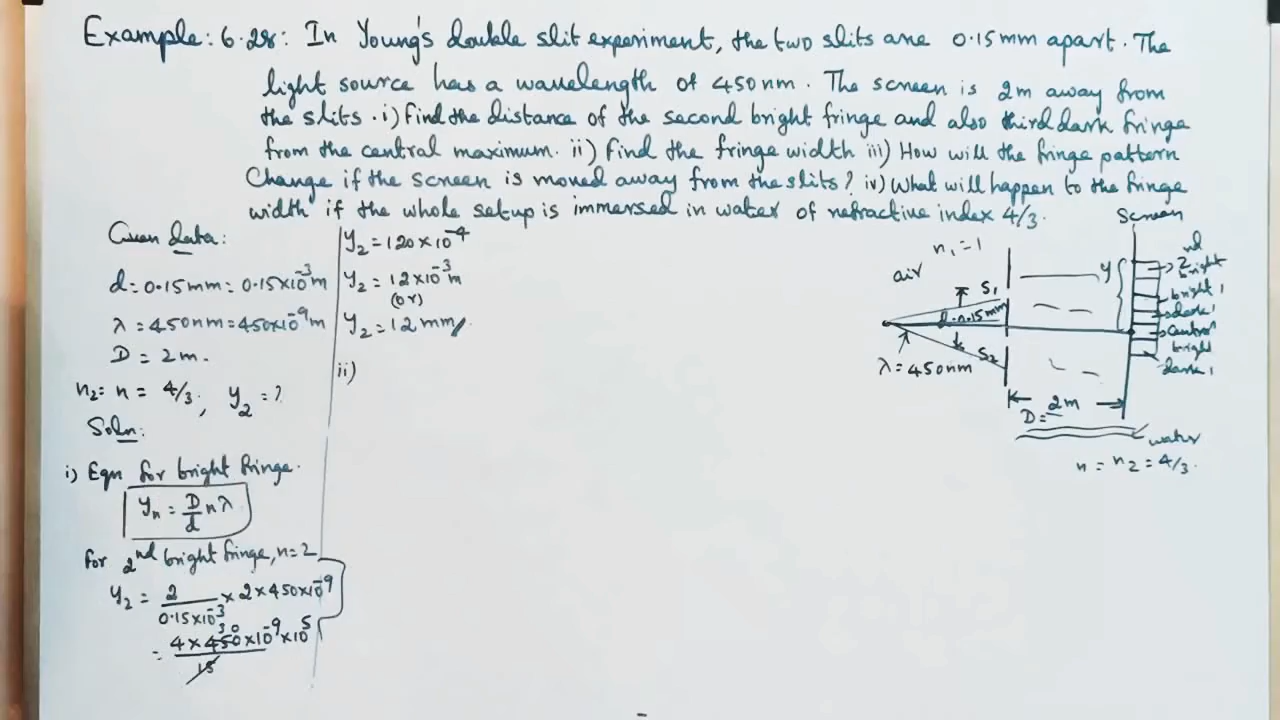 Example: 6.28: In Young's double slit experiment, the two slits are 0.15mm apart. The
light source has a wavelength of 450nm. The screen is 2m away from
the slits. i) Find the distance of the second bright fringe and also third dark fringe
from the central maximum. ii) Find the fringe width iii) How will the fringe pattern
Change if the screen is moved away from the slits? iv) What will happen to the fringe
width if the whole setup is immersed in water of refractive index 4/3.
Given data:
d = 0.15mm = 0.15×10⁻³m
λ = 450nm = 450×10⁻⁹m
D = 2m.
n₂ = n = 4/3, y₂ = ?
Soln:
i) Eqn for bright fringe.
yₙ = D/d nλ
for 2nd bright fringe, n=2
y₂ = 2/0.15×10⁻³ × 2×450×10⁻⁹
30
= 4×450×10⁻⁹×10⁵/15
y₂ = 120×10⁻⁴
y₂ = 12×10⁻³m
(or)
y₂ = 12mm
ii)
Screen
n₁ = 1
air
S₁
d=0.15mm
S₂
λ = 450nm
y
2nd bright
bright 1
dark 1
central bright
dark 1
D = 2m
water
n = n₂ = 4/3.